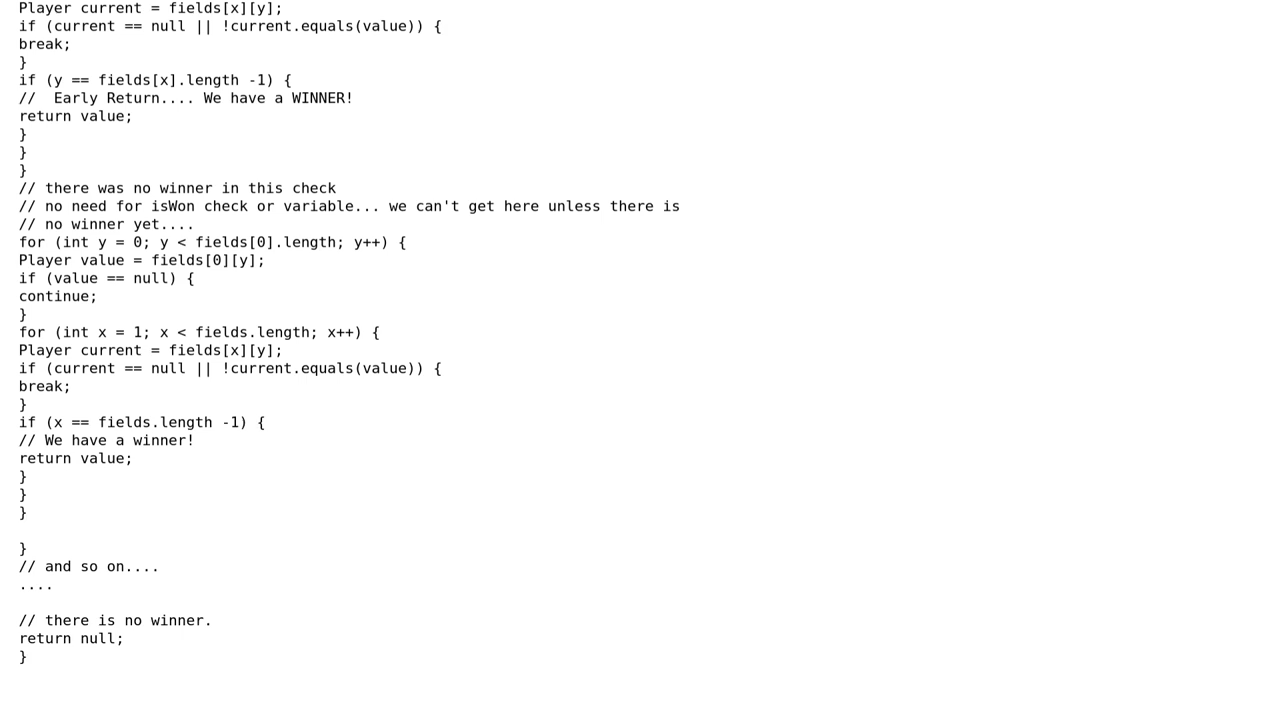 Player current = fields[x][y];
if (current == null || !current.equals(value)) {
break;
}
if (y == fields[x].length -1) {
//  Early Return.... We have a WINNER!
return value;
}
}
}
// there was no winner in this check
// no need for isWon check or variable... we can't get here unless there is
// no winner yet....
for (int y = 0; y < fields[0].length; y++) {
Player value = fields[0][y];
if (value == null) {
continue;
}
for (int x = 1; x < fields.length; x++) {
Player current = fields[x][y];
if (current == null || !current.equals(value)) {
break;
}
if (x == fields.length -1) {
// We have a winner!
return value;
}
}
}

}
// and so on....
....

// there is no winner.
return null;
}